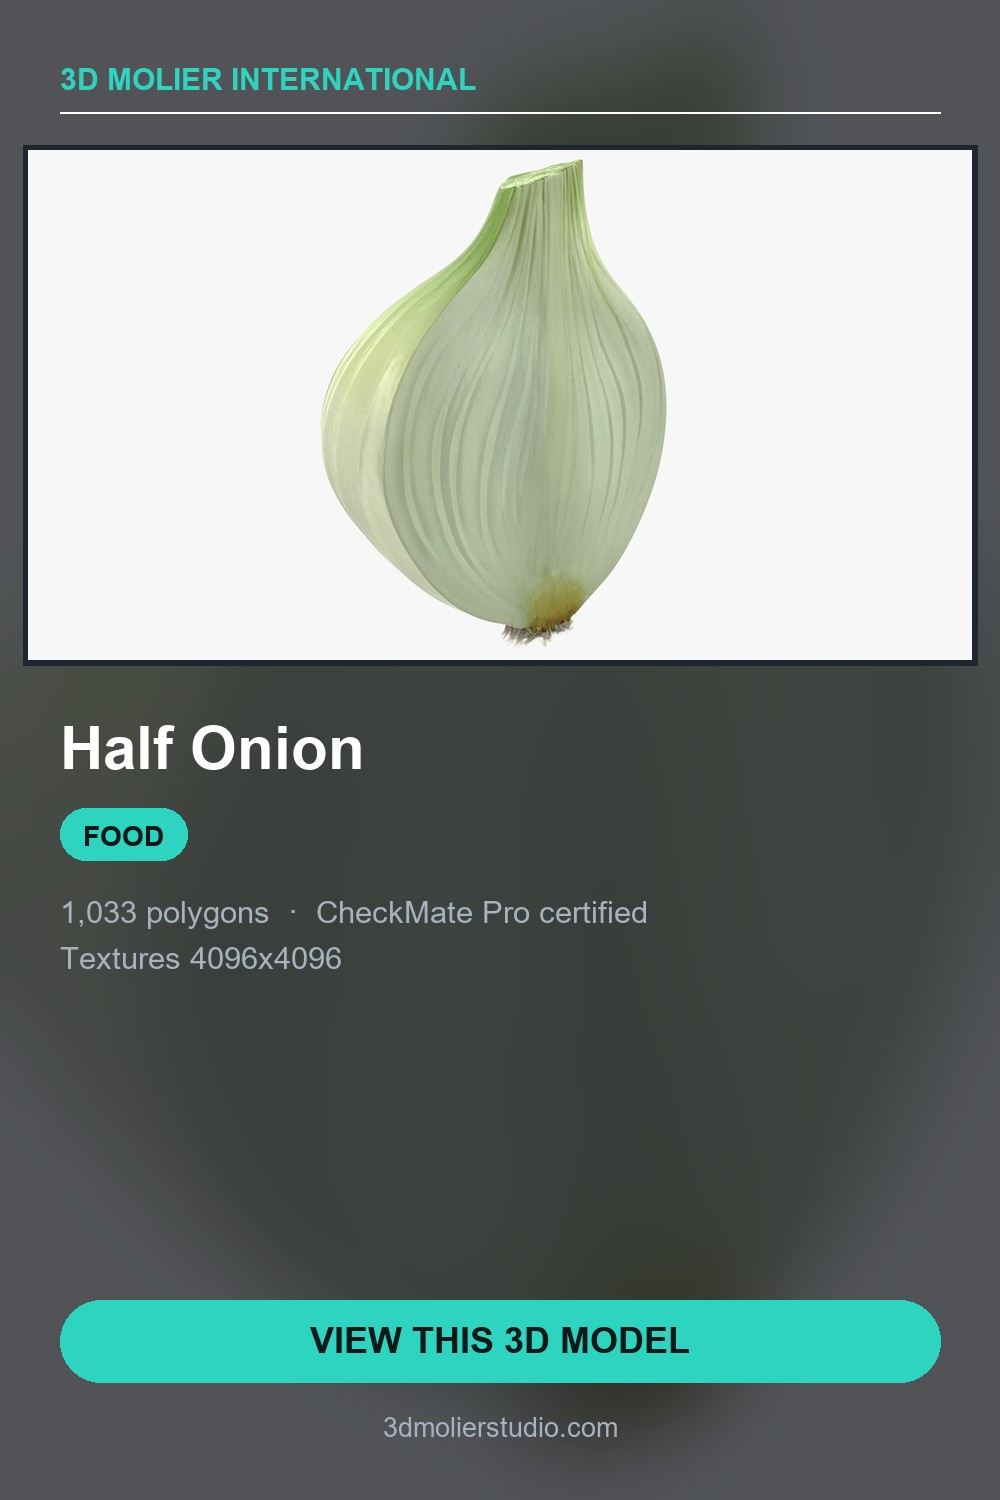 3D MOLIER INTERNATIONAL
Half Onion
FOOD
1,033 polygons · CheckMate Pro certified
Textures 4096x4096
VIEW THIS 3D MODEL
3dmolierstudio.com